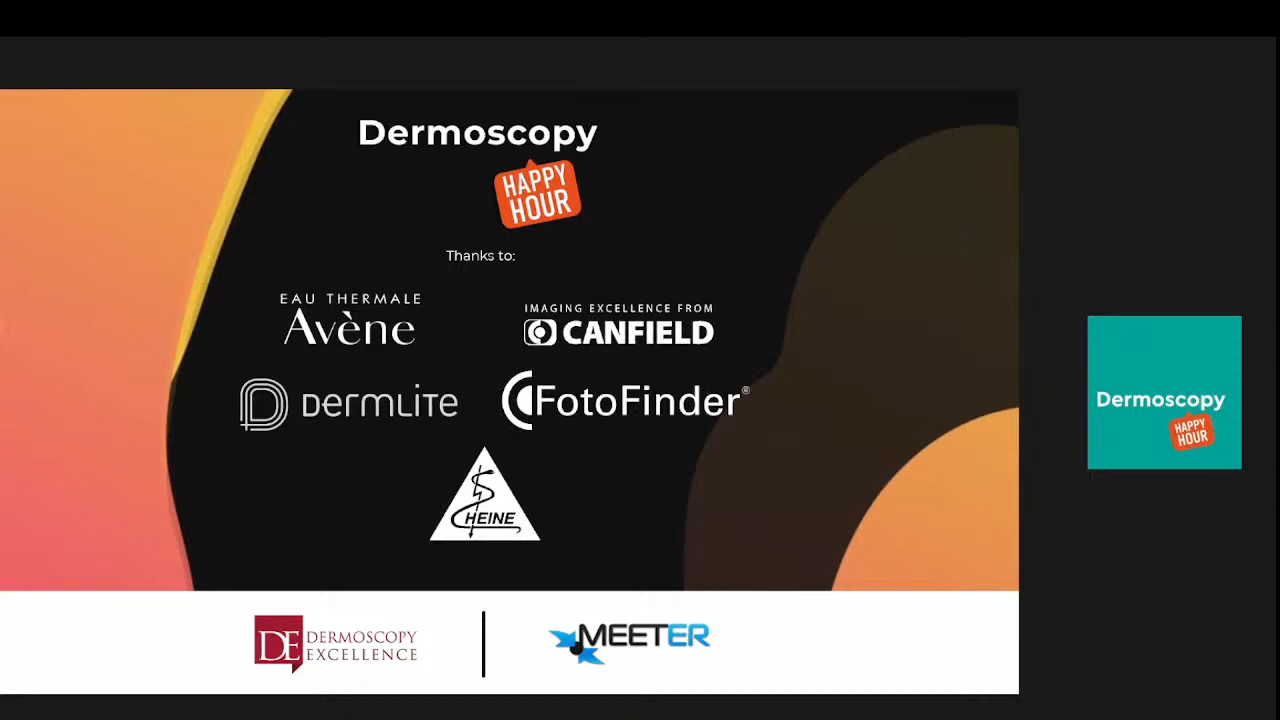 Dermoscopy
HAPPY
HOUR
Thanks to:
EAU THERMALE
Avène
IMAGING EXCELLENCE FROM
CANFIELD
DERMLITE
FotoFinder®
HEINE
DE DERMOSCOPY
EXCELLENCE
MEETER
Dermoscopy
HAPPY
HOUR